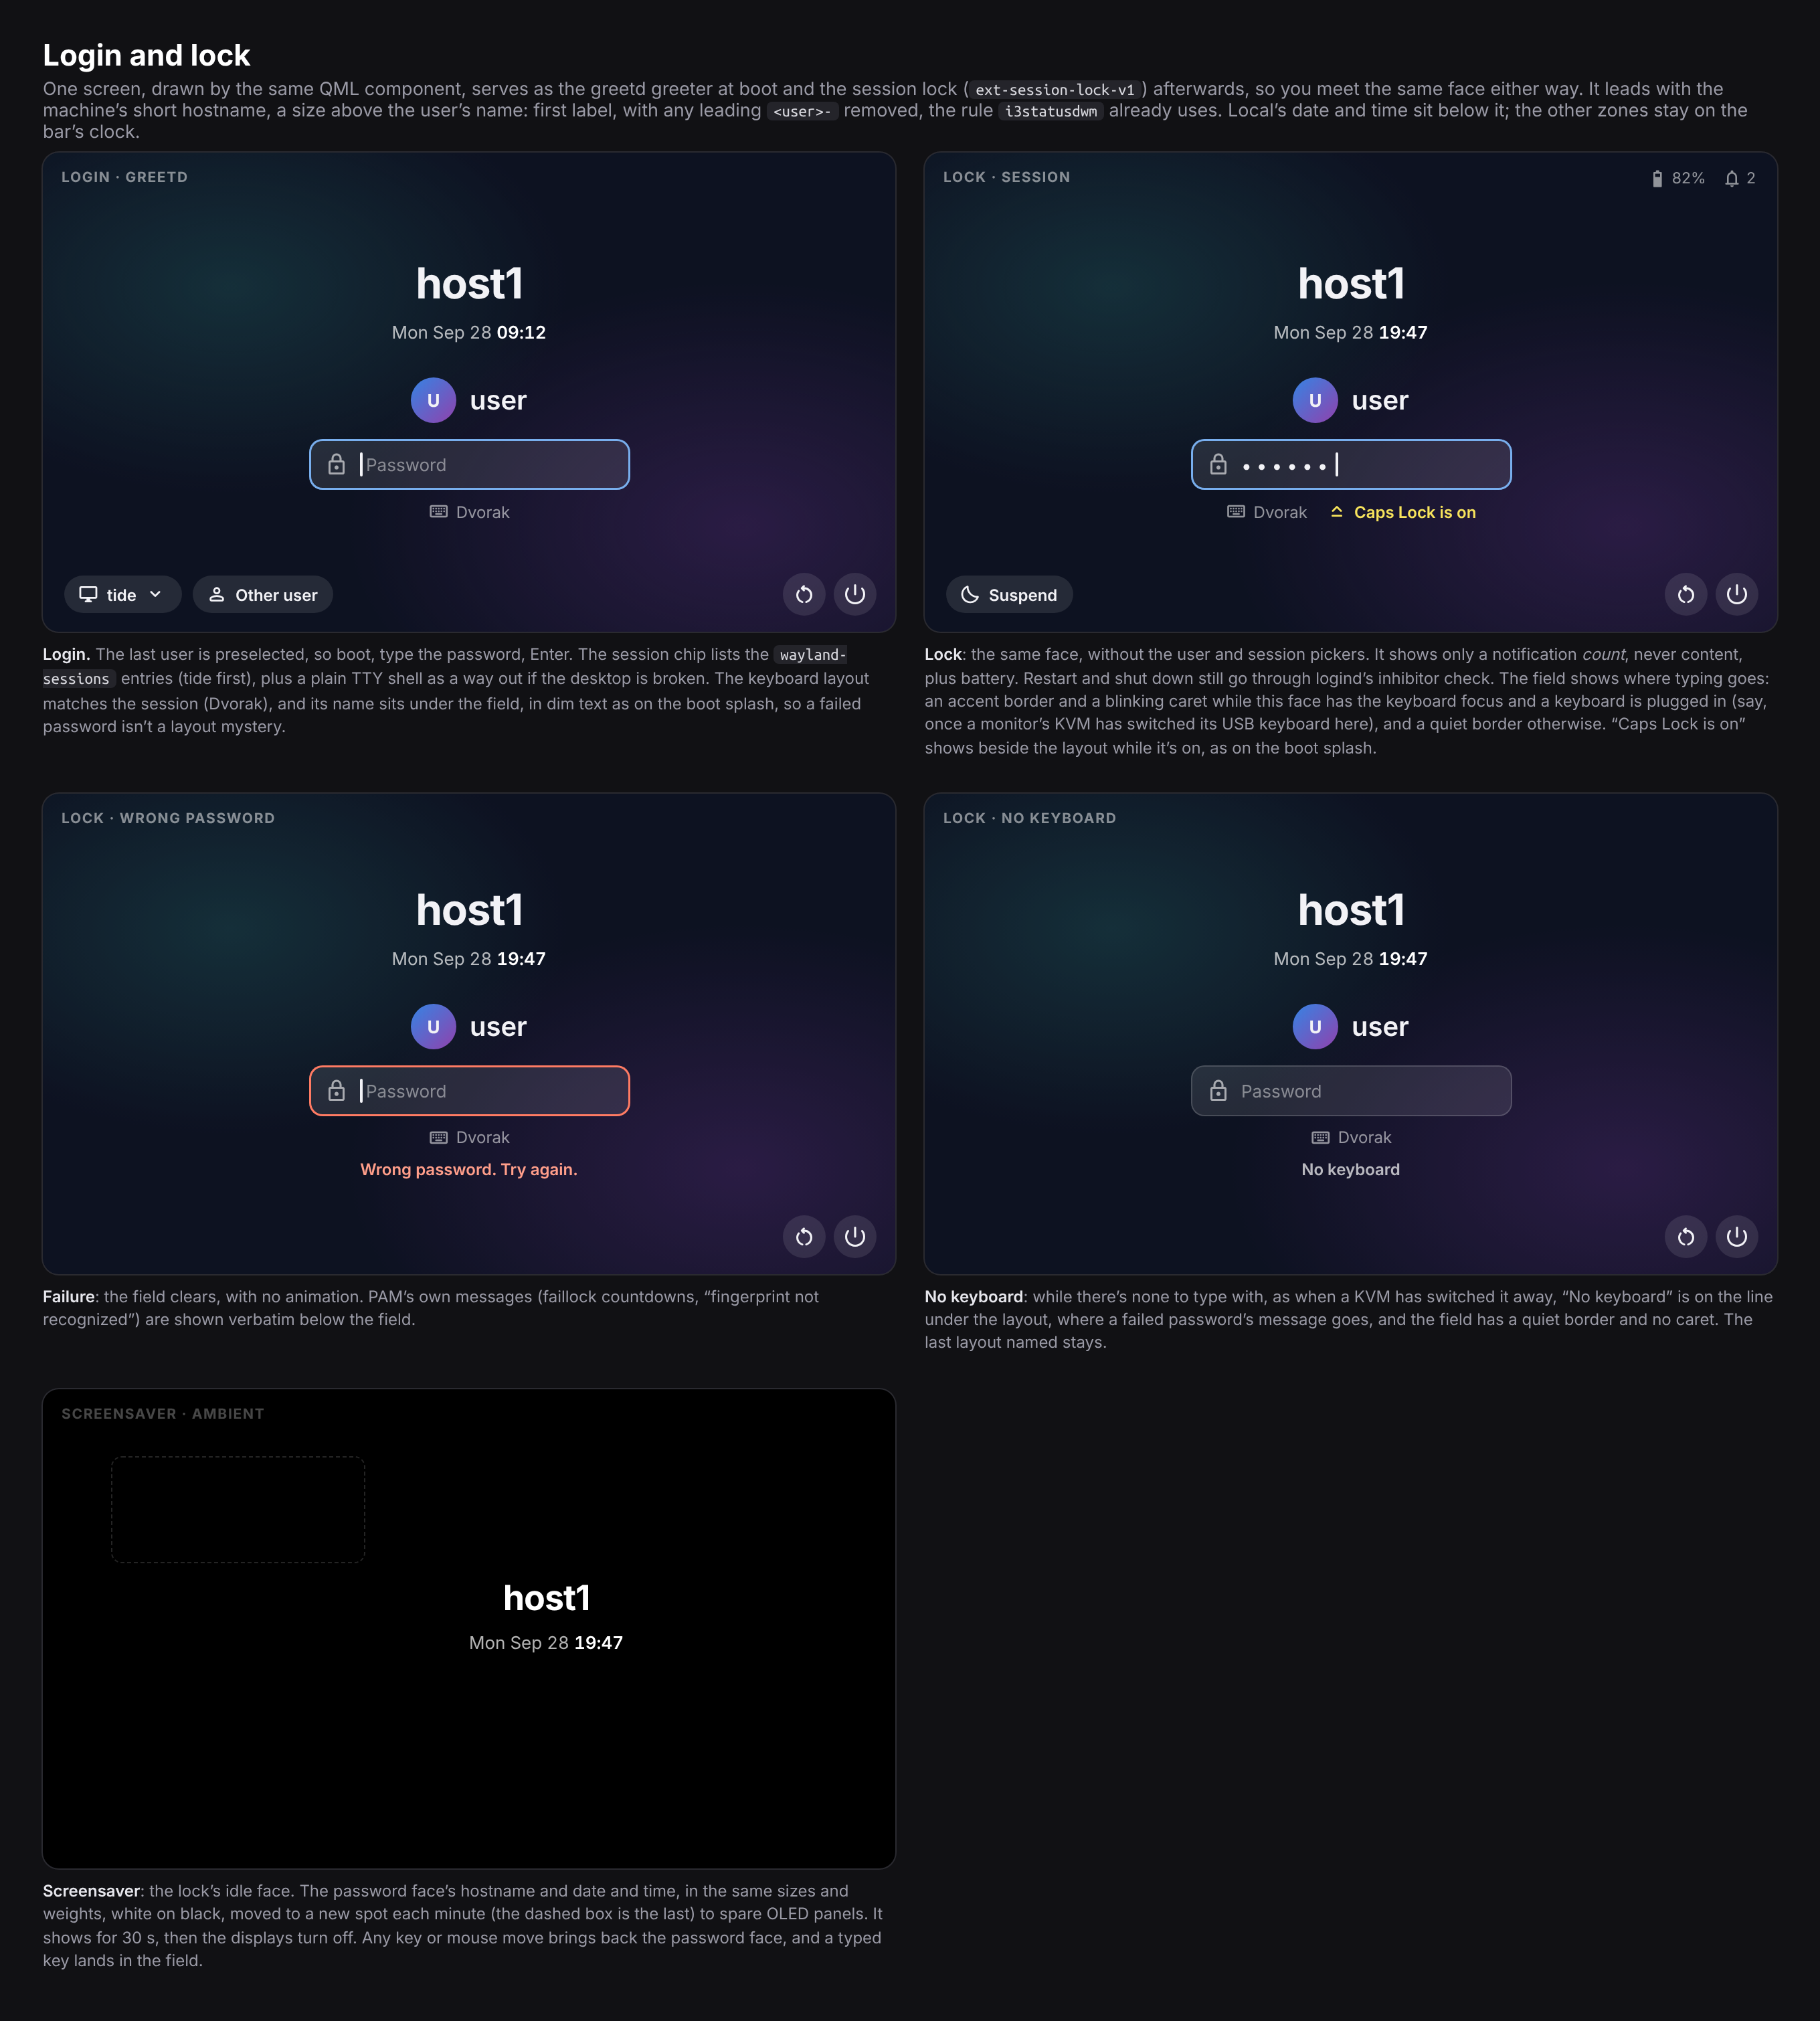 Login and lock
One screen, drawn by the same QML component, serves as the greetd greeter at boot and the session lock (ext-session-lock-v1) afterwards, so you meet the same face either way. It leads with the
machine’s short hostname, a size above the user’s name: first label, with any leading <user>- removed, the rule i3statusdwm already uses. Local’s date and time sit below it; the other zones stay on the
bar’s clock.
LOGIN · GREETD
host1
Mon Sep 28 09:12
U user
Password
Dvorak
tide
Other user
LOCK · SESSION
82% 2
host1
Mon Sep 28 19:47
U user
Dvorak Caps Lock is on
Suspend
Login. The last user is preselected, so boot, type the password, Enter. The session chip lists the wayland-
sessions entries (tide first), plus a plain TTY shell as a way out if the desktop is broken. The keyboard layout
matches the session (Dvorak), and its name sits under the field, in dim text as on the boot splash, so a failed
password isn’t a layout mystery.
Lock: the same face, without the user and session pickers. It shows only a notification count, never content,
plus battery. Restart and shut down still go through logind’s inhibitor check. The field shows where typing goes:
an accent border and a blinking caret while this face has the keyboard focus and a keyboard is plugged in (say,
once a monitor’s KVM has switched its USB keyboard here), and a quiet border otherwise. “Caps Lock is on”
shows beside the layout while it’s on, as on the boot splash.
LOCK · WRONG PASSWORD
host1
Mon Sep 28 19:47
U user
Password
Dvorak
Wrong password. Try again.
LOCK · NO KEYBOARD
host1
Mon Sep 28 19:47
U user
Password
Dvorak
No keyboard
Failure: the field clears, with no animation. PAM’s own messages (faillock countdowns, “fingerprint not
recognized”) are shown verbatim below the field.
No keyboard: while there’s none to type with, as when a KVM has switched it away, “No keyboard” is on the line
under the layout, where a failed password’s message goes, and the field has a quiet border and no caret. The
last layout named stays.
SCREENSAVER · AMBIENT
host1
Mon Sep 28 19:47
Screensaver: the lock’s idle face. The password face’s hostname and date and time, in the same sizes and
weights, white on black, moved to a new spot each minute (the dashed box is the last) to spare OLED panels. It
shows for 30 s, then the displays turn off. Any key or mouse move brings back the password face, and a typed
key lands in the field.